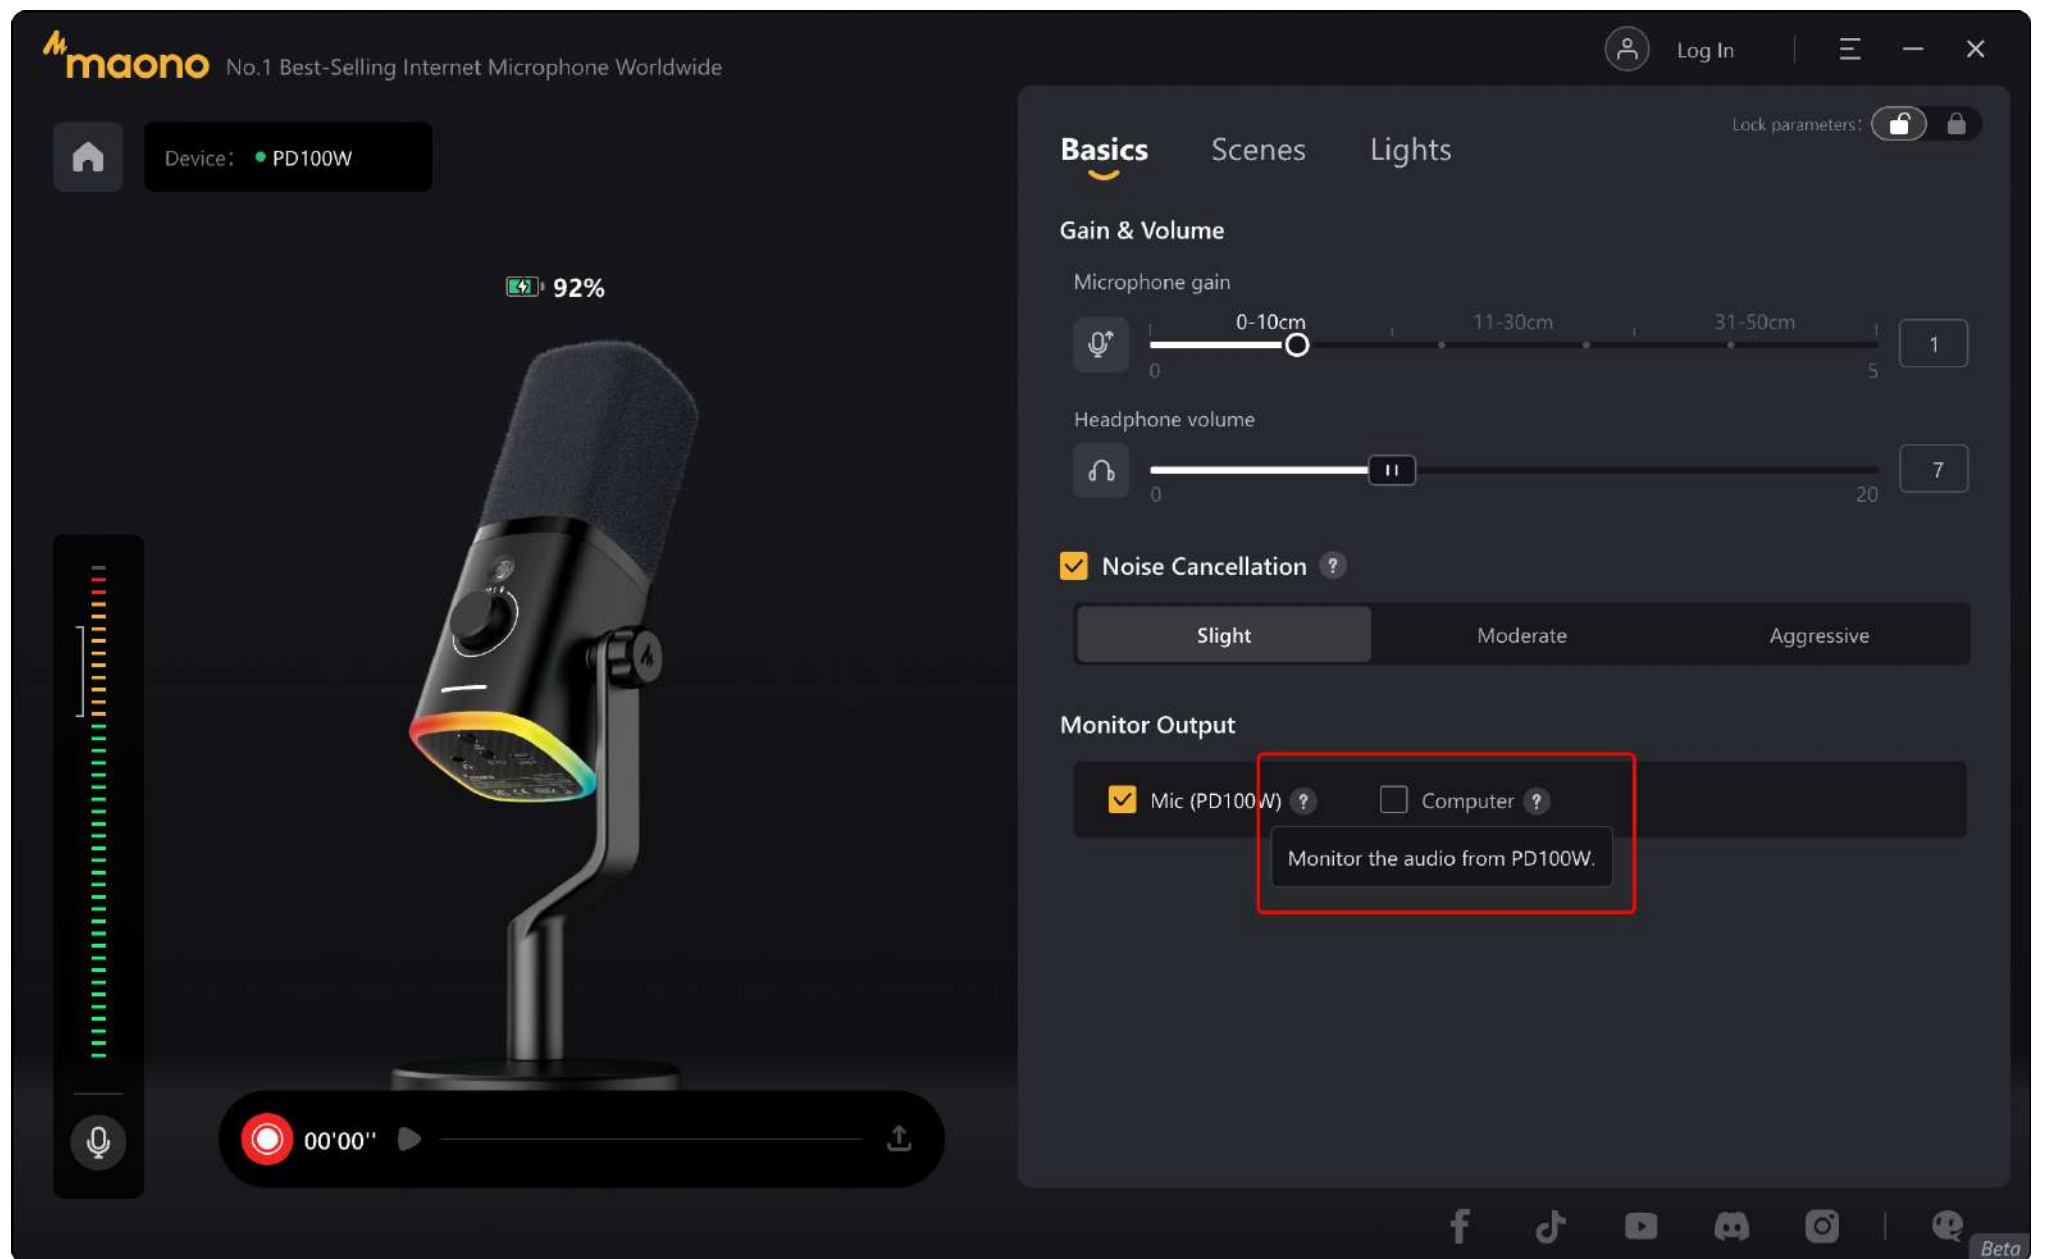 maono No.1 Best-Selling Internet Microphone Worldwide
Log In
Device: PD100W
Lock parameters:
Basics Scenes Lights
Gain & Volume
92%
Microphone gain
0-10cm 11-30cm 31-50cm
1
0 5
Headphone volume
7
0 20
Noise Cancellation ?
Slight Moderate Aggressive
Monitor Output
Mic (PD100W) ? Computer ?
Monitor the audio from PD100W.
00'00''
Beta